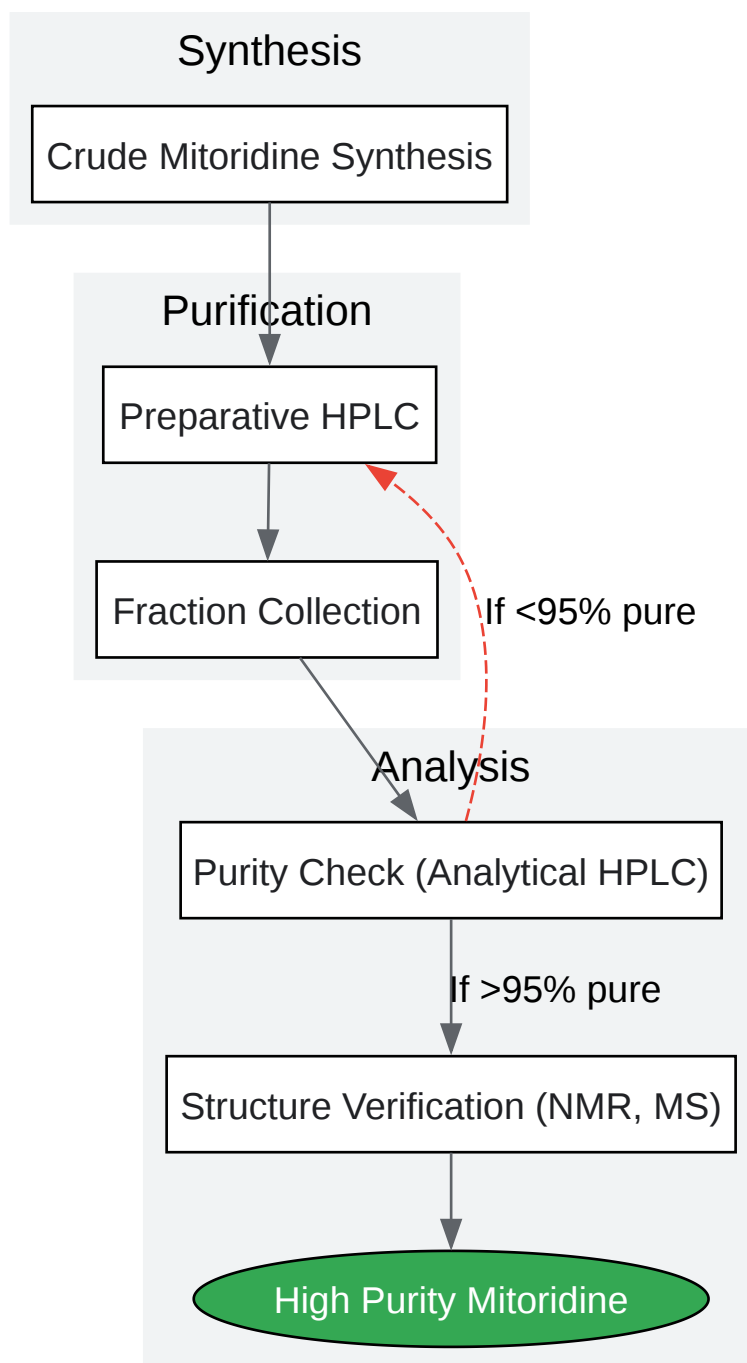 Synthesis
Crude Mitoridine Synthesis
Purification
Preparative HPLC
Fraction Collection
If <95% pure
Analysis
Purity Check (Analytical HPLC)
If >95% pure
Structure Verification (NMR, MS)
High Purity Mitoridine